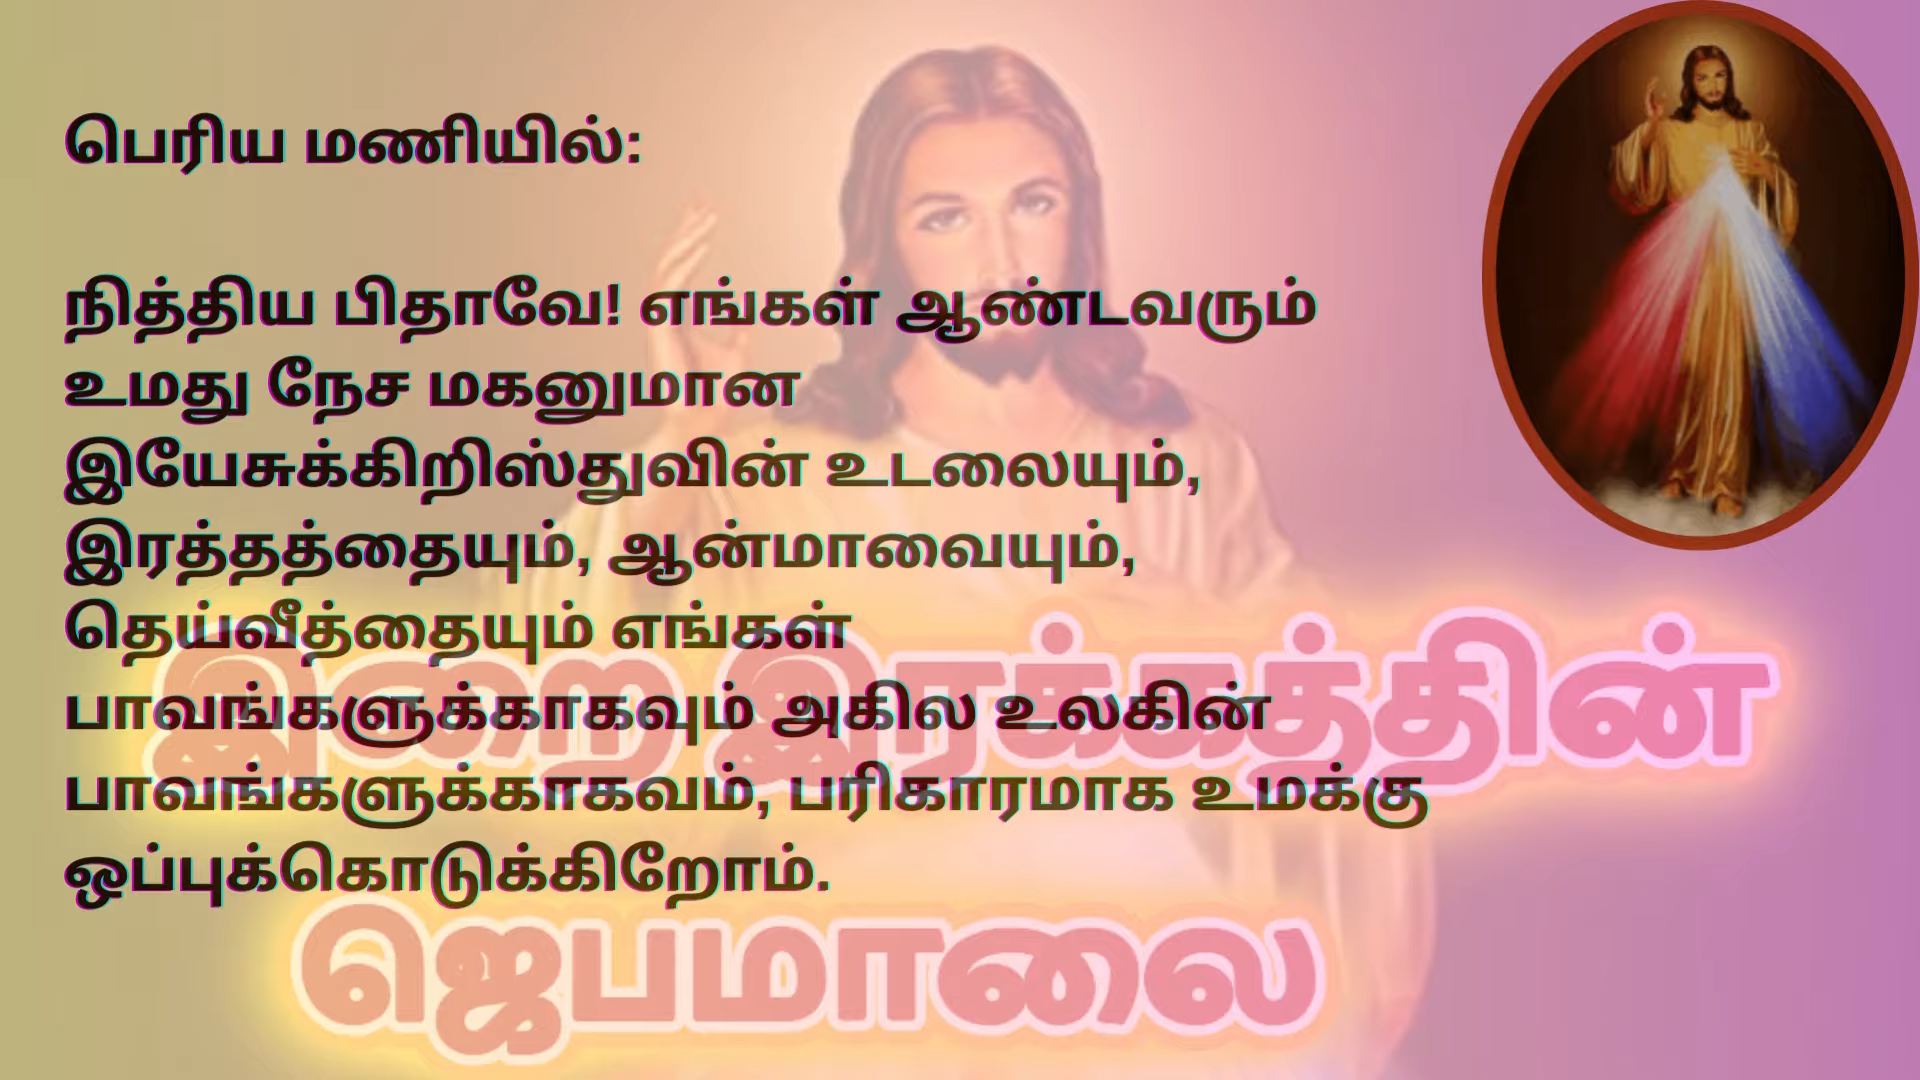 பெரிய மணியில்:
நித்திய பிதாவே! எங்கள் ஆண்டவரும்
உமது நேச மகனுமான
இயேசுக்கிறிஸ்துவின் உடலையும்,
இரத்தத்தையும், ஆன்மாவையும்,
தெய்வீத்தையும் எங்கள்
பாவங்களுக்காகவும் அகில உலகின்
பாவங்களுக்காகவம், பரிகாரமாக உமக்கு
ஒப்புக்கொடுக்கிறோம்.
இறை இரக்கத்தின்
ஜெபமாலை